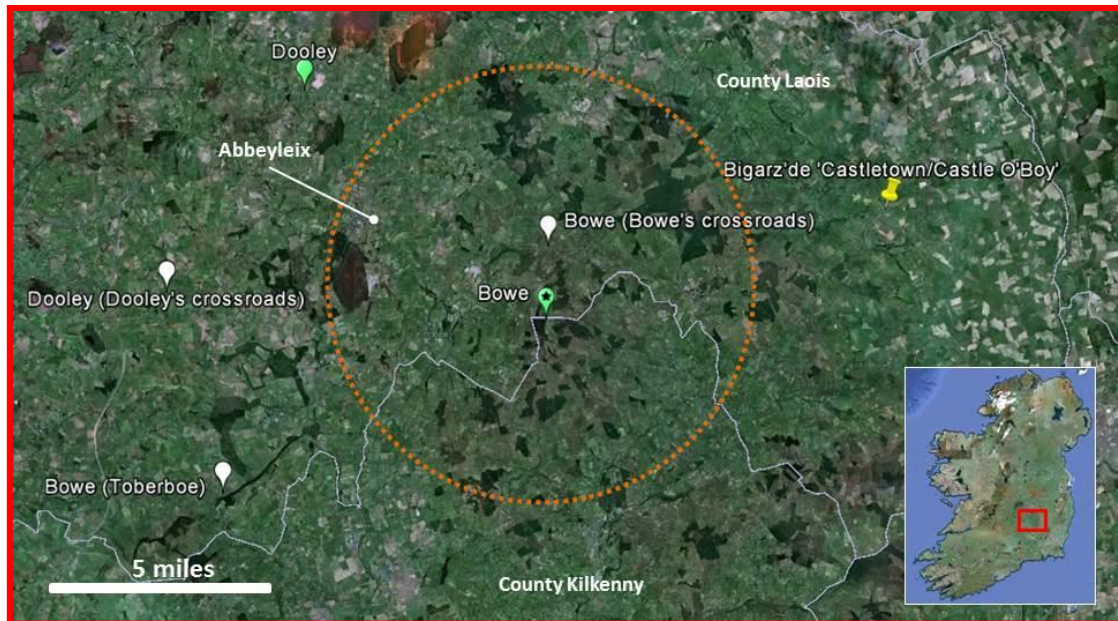 Dooley
County Laois
Abbeyleix
Bigarz'de 'Castletown/Castle O'Boy'
Bowe (Bowe's crossroads)
Dooley (Dooley's crossroads)
Bowe
Bowe (Toberboe)
5 miles
County Kilkenny